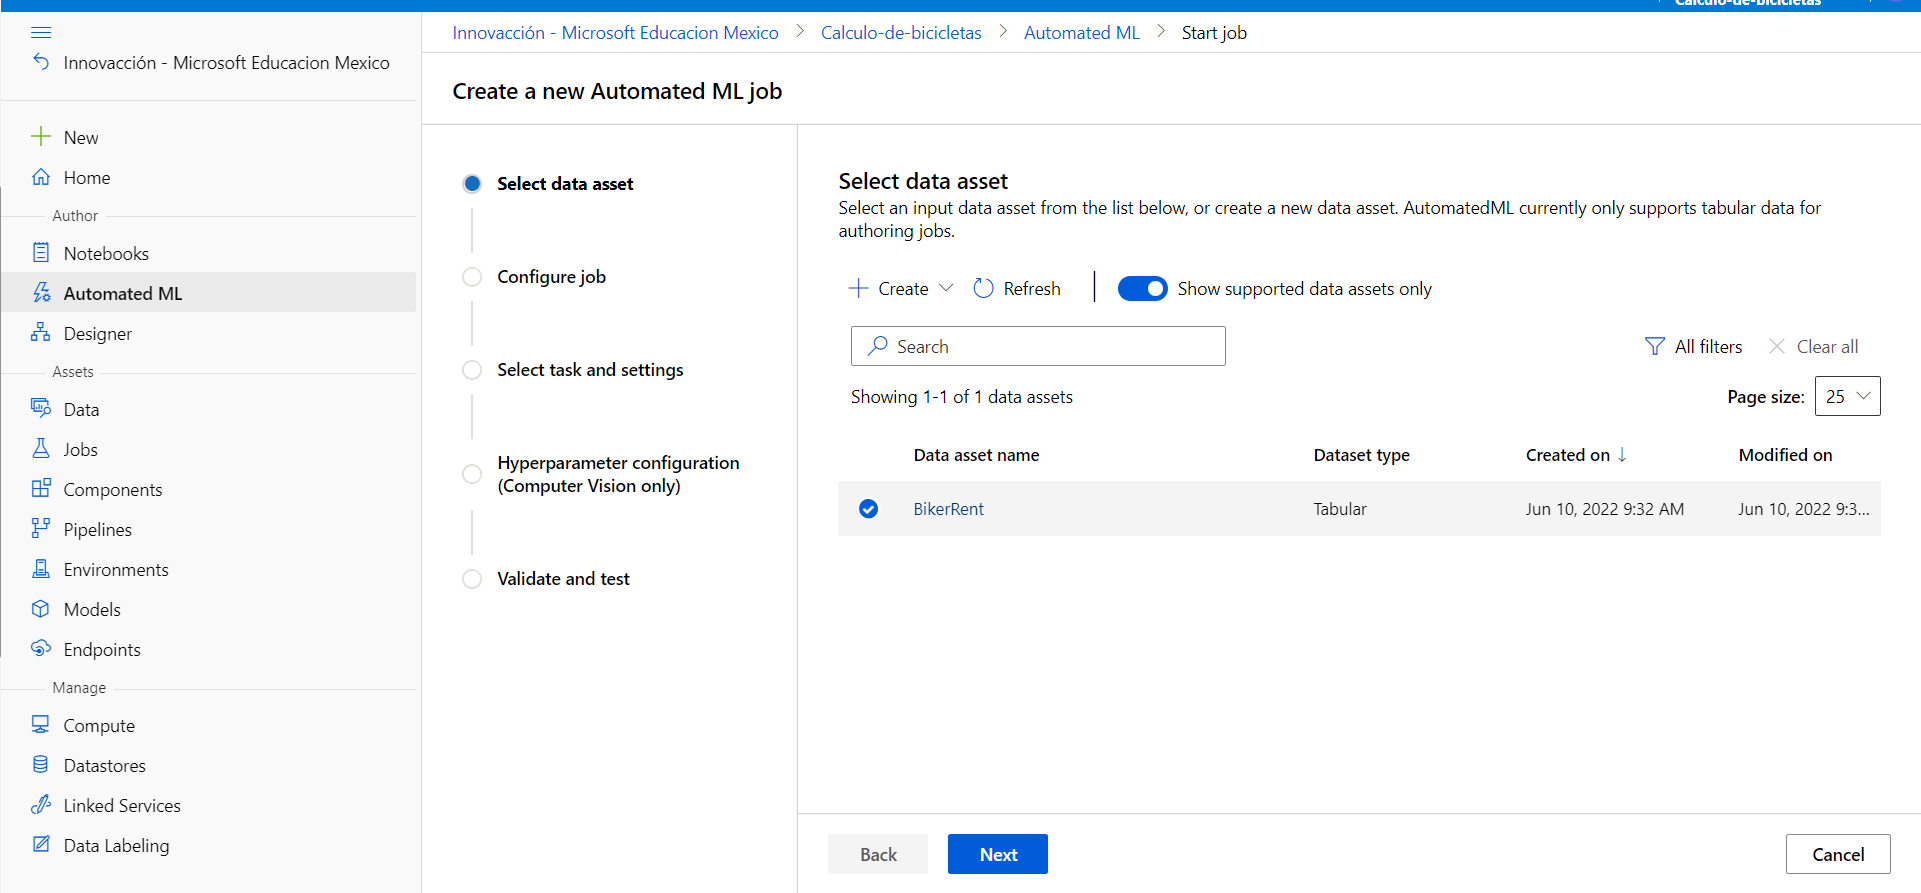 Calculo-de-bicicletas
Innovacción - Microsoft Educacion Mexico
New
Home
Author
Notebooks
Automated ML
Designer
Assets
Data
Jobs
Components
Pipelines
Environments
Models
Endpoints
Manage
Compute
Datastores
Linked Services
Data Labeling
Innovacción - Microsoft Educacion Mexico > Calculo-de-bicicletas > Automated ML > Start job
Create a new Automated ML job
Select data asset
Configure job
Select task and settings
Hyperparameter configuration
(Computer Vision only)
Validate and test
Select data asset
Select an input data asset from the list below, or create a new data asset. AutomatedML currently only supports tabular data for
authoring jobs.
Create Refresh Show supported data assets only
Search All filters Clear all
Showing 1-1 of 1 data assets Page size: 25
Data asset name Dataset type Created on ↓ Modified on
BikerRent Tabular Jun 10, 2022 9:32 AM Jun 10, 2022 9:3...
Back Next Cancel